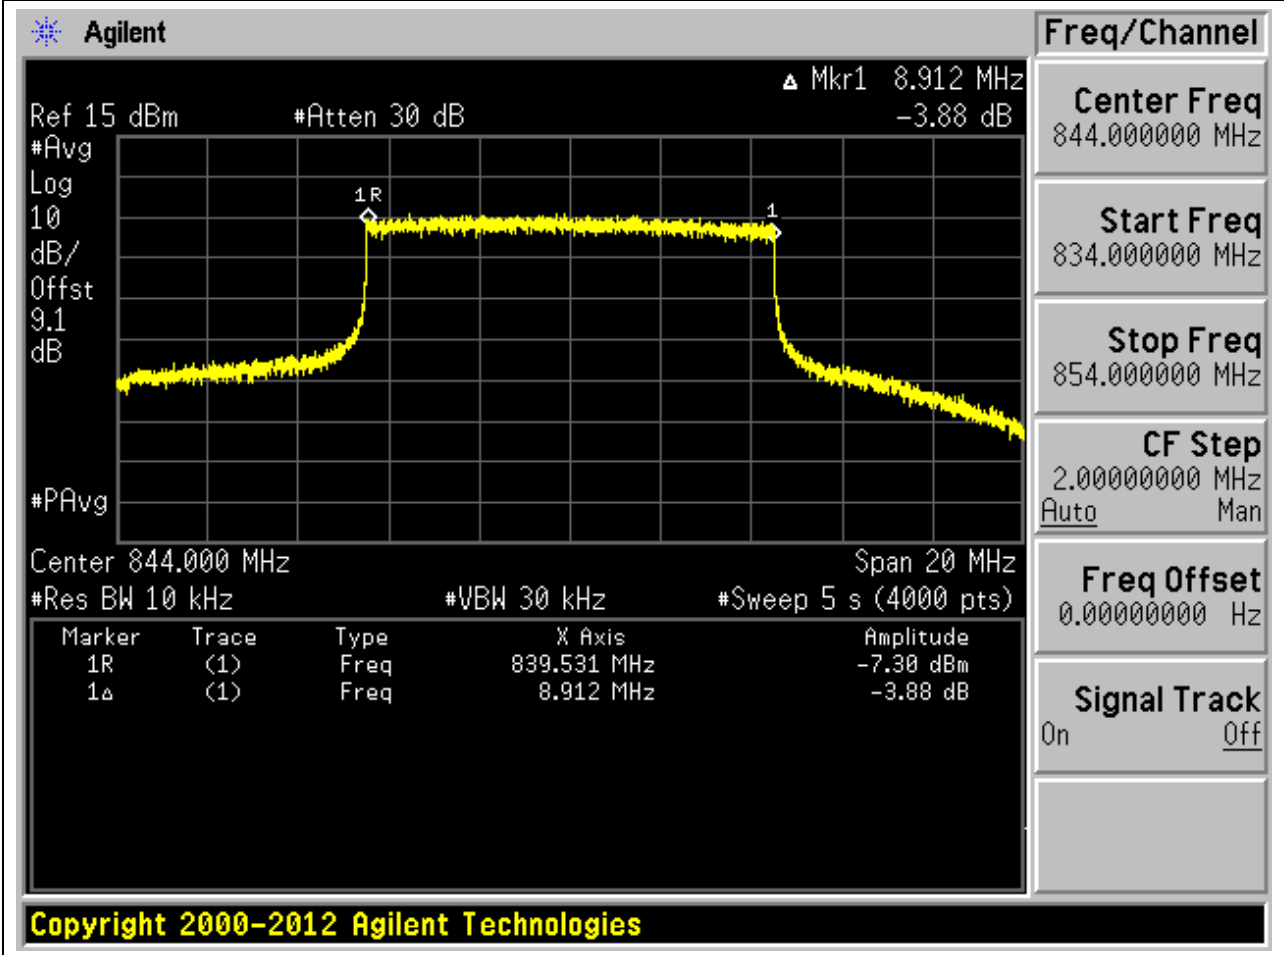 Agilent
Freq/Channel
Δ Mkr1 8.912 MHz
Ref 15 dBm #Atten 30 dB -3.88 dB
#Avg
Log
10
dB/
Offst
9.1
dB
1R
1
#PAvg
Center 844.000 MHz Span 20 MHz
#Res BW 10 kHz #VBW 30 kHz #Sweep 5 s (4000 pts)
Marker Trace Type X Axis Amplitude
1R (1) Freq 839.531 MHz -7.30 dBm
1Δ (1) Freq 8.912 MHz -3.88 dB
Center Freq
844.000000 MHz
Start Freq
834.000000 MHz
Stop Freq
854.000000 MHz
CF Step
2.00000000 MHz
Auto Man
Freq Offset
0.00000000 Hz
Signal Track
On Off
Copyright 2000-2012 Agilent Technologies